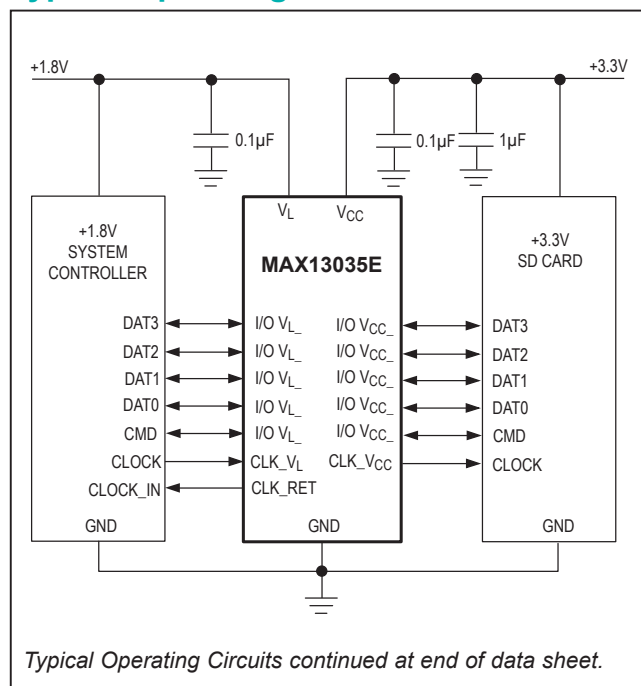 +1.8V
+3.3V
0.1µF
0.1µF
1µF
VL
VCC
+1.8V
SYSTEM
CONTROLLER
MAX13035E
+3.3V
SD CARD
DAT3
I/O VL_
I/O VCC_
DAT3
DAT2
I/O VL_
I/O VCC_
DAT2
DAT1
I/O VL_
I/O VCC_
DAT1
DAT0
I/O VL_
I/O VCC_
DAT0
CMD
I/O VL_
I/O VCC_
CMD
CLOCK
CLK_VL
CLK_VCC
CLOCK
CLOCK_IN
CLK_RET
GND
GND
GND
Typical Operating Circuits continued at end of data sheet.